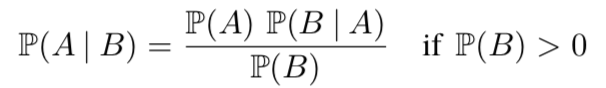 ℙ(A | B) = ℙ(A) ℙ(B | A) / ℙ(B) if ℙ(B) > 0